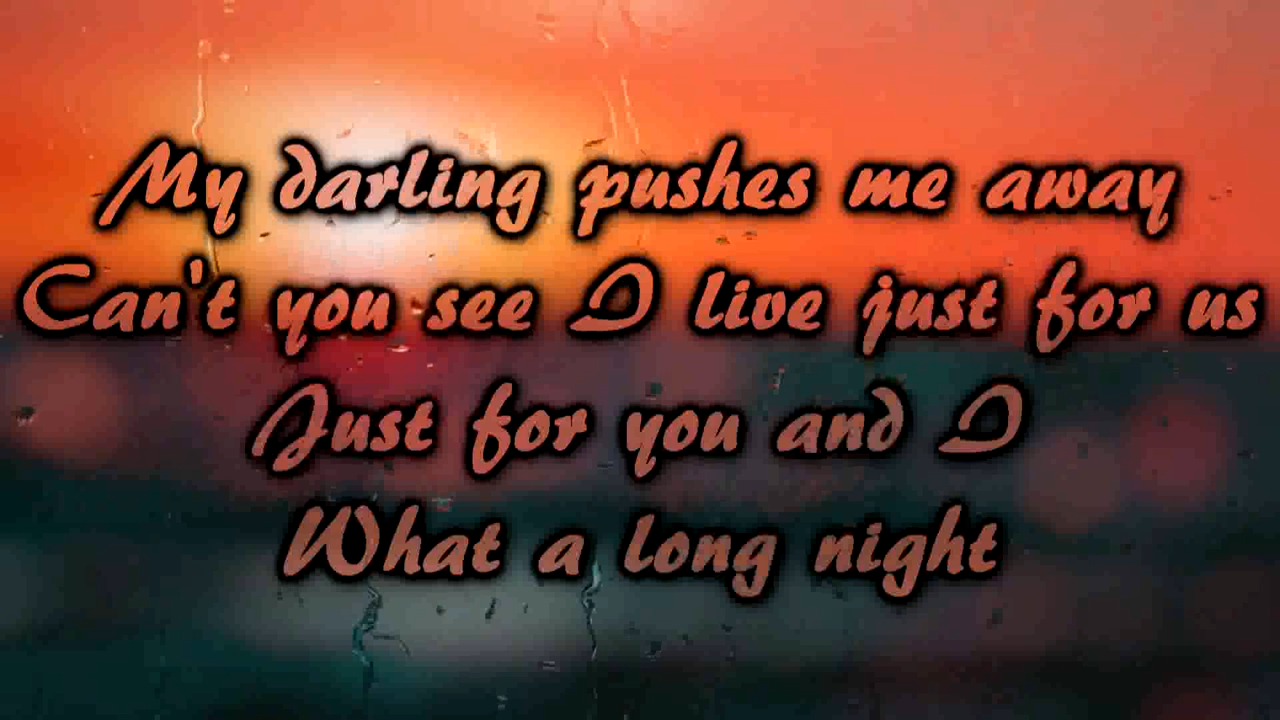 My darling pushes me away
Can't you see I live just for us
Just for you and I
What a long night